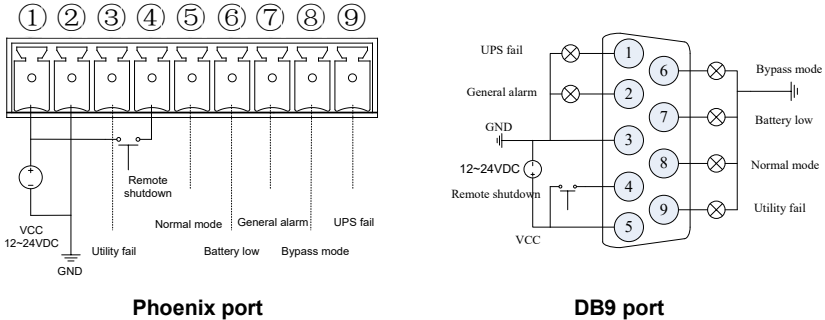 ① ② ③ ④ ⑤ ⑥ ⑦ ⑧ ⑨
+
−
Remote
shutdown
VCC
12~24VDC
GND
Utility fail
Normal mode
Battery low
General alarm
Bypass mode
UPS fail
Phoenix port
UPS fail
General alarm
GND
12~24VDC
Remote shutdown
VCC
1
2
3
4
5
6
7
8
9
Bypass mode
Battery low
Normal mode
Utility fail
DB9 port